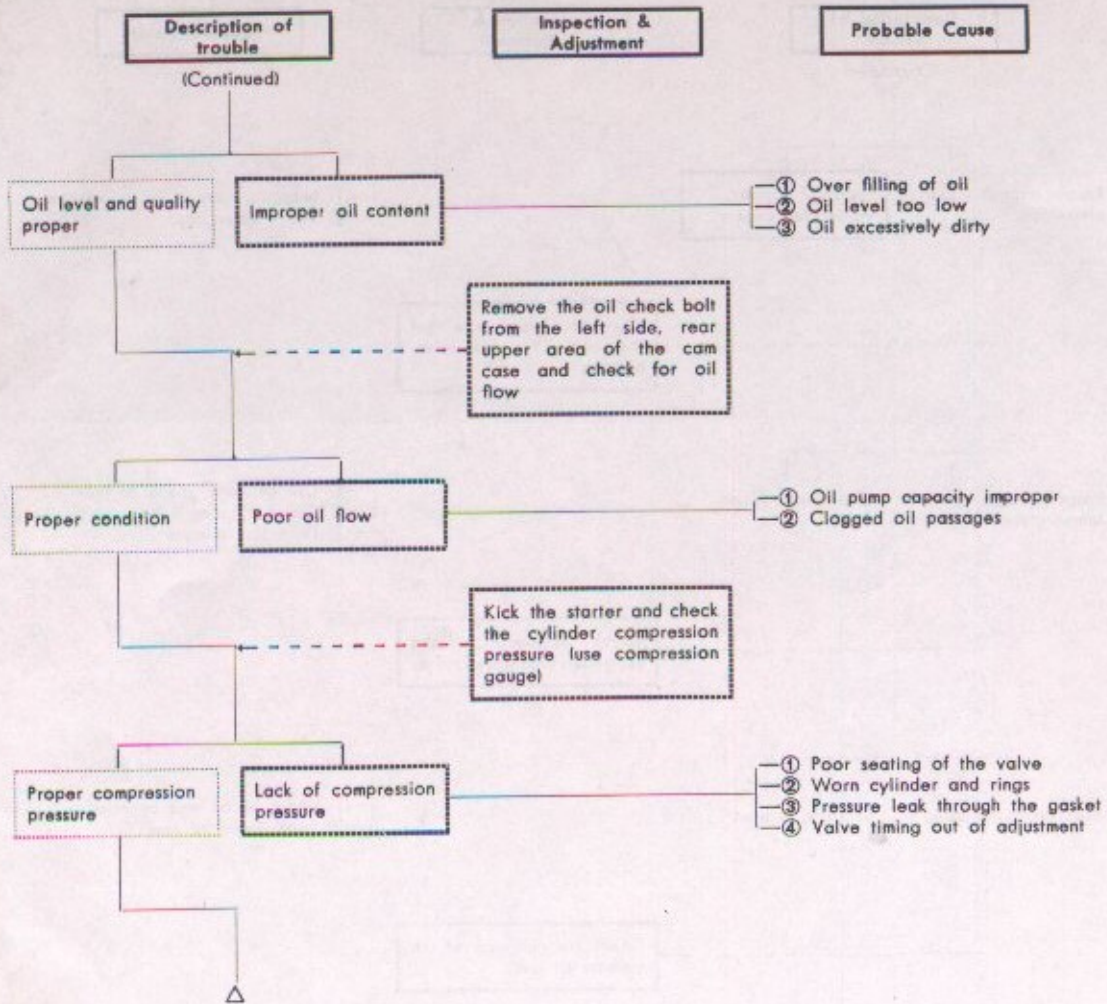 Description of
trouble
Inspection &
Adjustment
Probable Cause
(Continued)
Oil level and quality
proper
Improper oil content
① Over filling of oil
② Oil level too low
③ Oil excessively dirty
Remove the oil check bolt
from the left side, rear
upper area of the cam
case and check for oil
flow
Proper condition
Poor oil flow
① Oil pump capacity improper
② Clogged oil passages
Kick the starter and check
the cylinder compression
pressure (use compression
gauge)
Proper compression
pressure
Lack of compression
pressure
① Poor seating of the valve
② Worn cylinder and rings
③ Pressure leak through the gasket
④ Valve timing out of adjustment